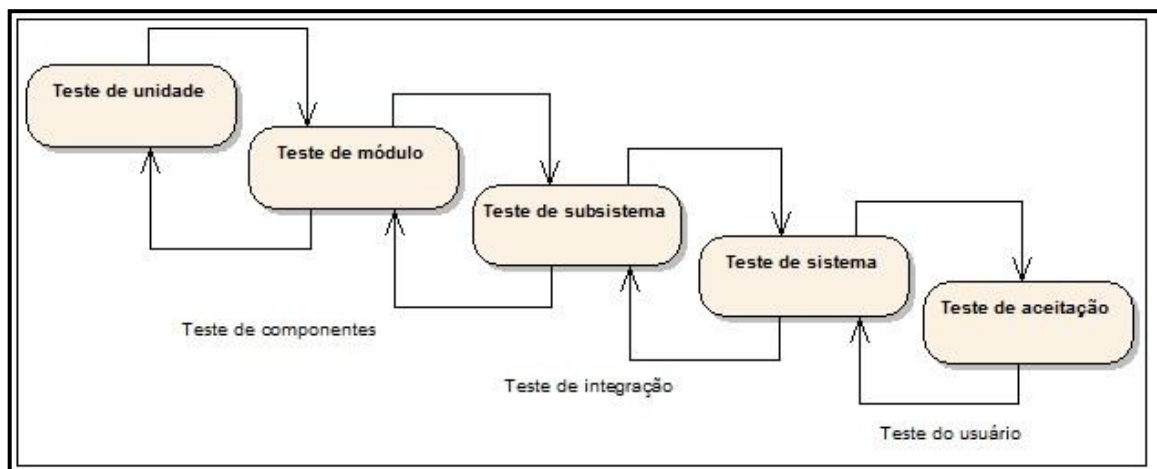 Teste de unidade
Teste de módulo
Teste de subsistema
Teste de sistema
Teste de aceitação
Teste de componentes
Teste de integração
Teste do usuário